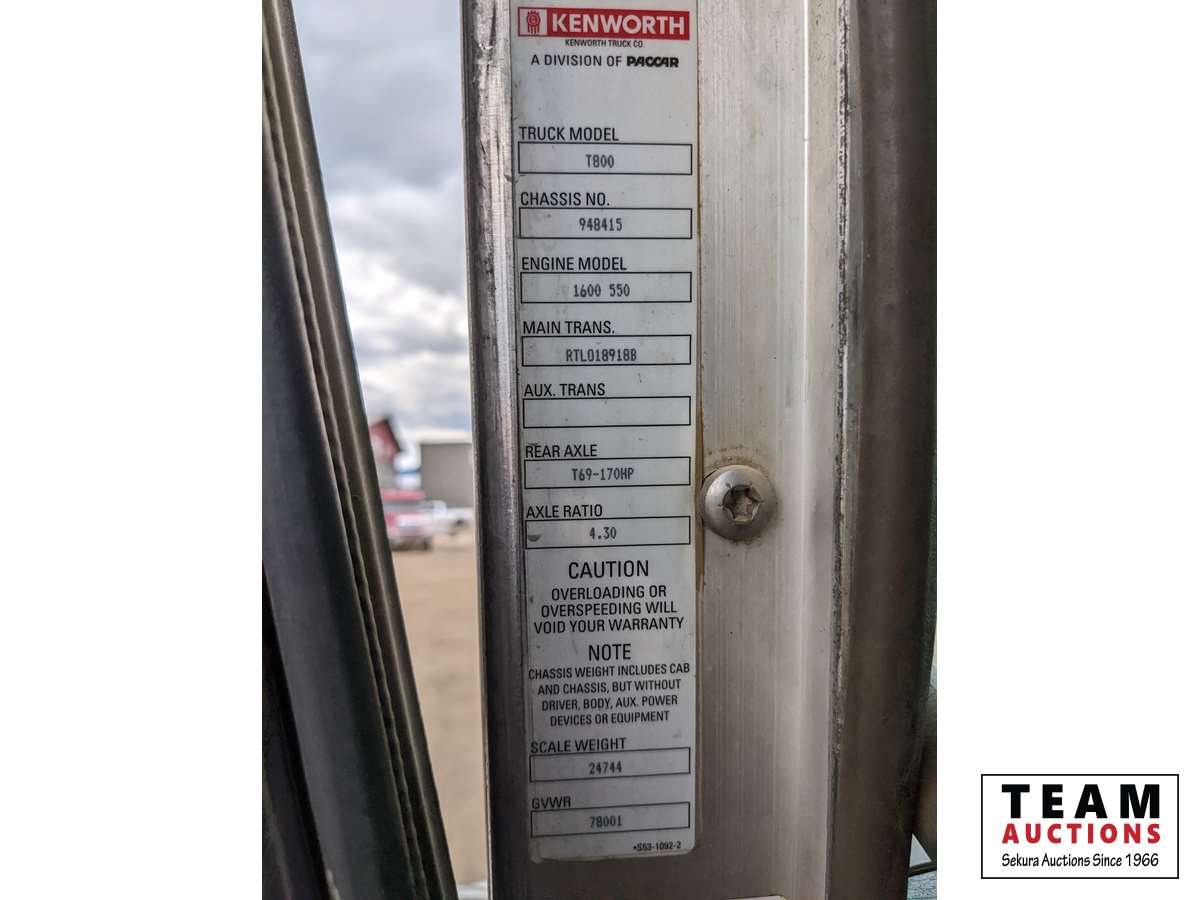 KENWORTH
KENWORTH TRUCK CO.
A DIVISION OF PACCAR
TRUCK MODEL
T800
CHASSIS NO.
948415
ENGINE MODEL
1600 550
MAIN TRANS.
RTLO18918B
AUX. TRANS
REAR AXLE
T69-170HP
AXLE RATIO
4.30
CAUTION
OVERLOADING OR
OVERSPEEDING WILL
VOID YOUR WARRANTY
NOTE
CHASSIS WEIGHT INCLUDES CAB
AND CHASSIS, BUT WITHOUT
DRIVER, BODY, AUX. POWER
DEVICES OR EQUIPMENT
SCALE WEIGHT
24744
GVWR
78001
•S53-1092-2
TEAM
AUCTIONS
Sekura Auctions Since 1966